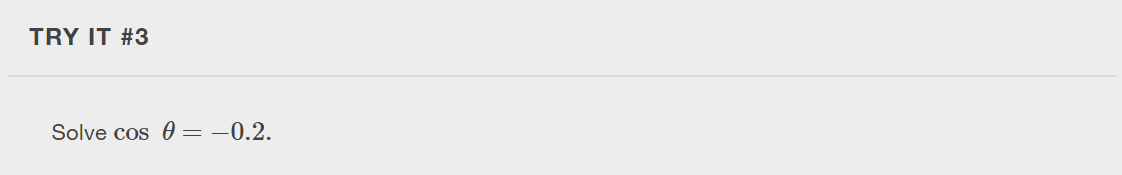 TRY IT #3
Solve cos θ = −0.2.